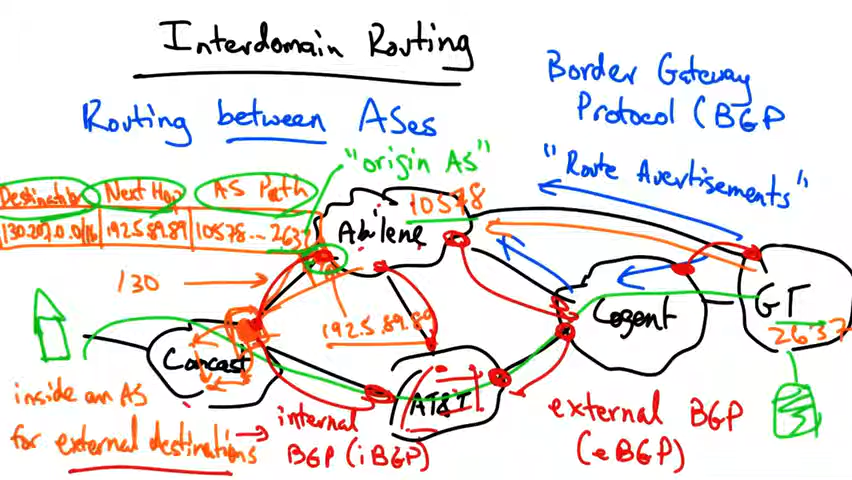 Interdomain Routing
Border Gateway
Protocol (BGP
Routing between ASes
"origin AS"
"Route Avertisements"
Next Hop
AS Path
130.207.0.0/16
192.5.89.89
10578...2637
Abilene
10578
130
192.5.89.89
Comcast
AT&T
Cogent
GT
2637
inside an AS
for external destinations
internal
BGP (iBGP)
external BGP
(eBGP)